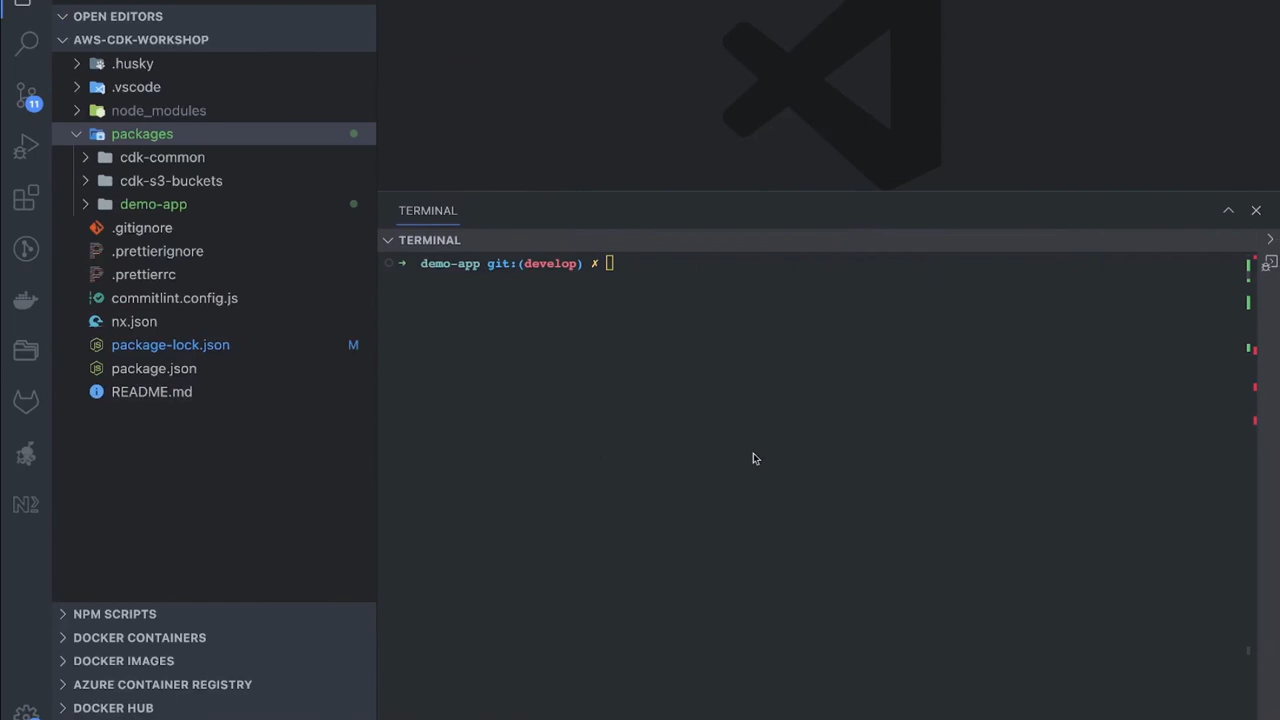 OPEN EDITORS
AWS-CDK-WORKSHOP
.husky
.vscode
11
node_modules
packages
cdk-common
cdk-s3-buckets
demo-app
.gitignore
.prettierignore
.prettierrc
commitlint.config.js
nx.json
package-lock.json M
package.json
README.md
NPM SCRIPTS
DOCKER CONTAINERS
DOCKER IMAGES
AZURE CONTAINER REGISTRY
DOCKER HUB
TERMINAL
TERMINAL
➜ demo-app git:(develop) ✗